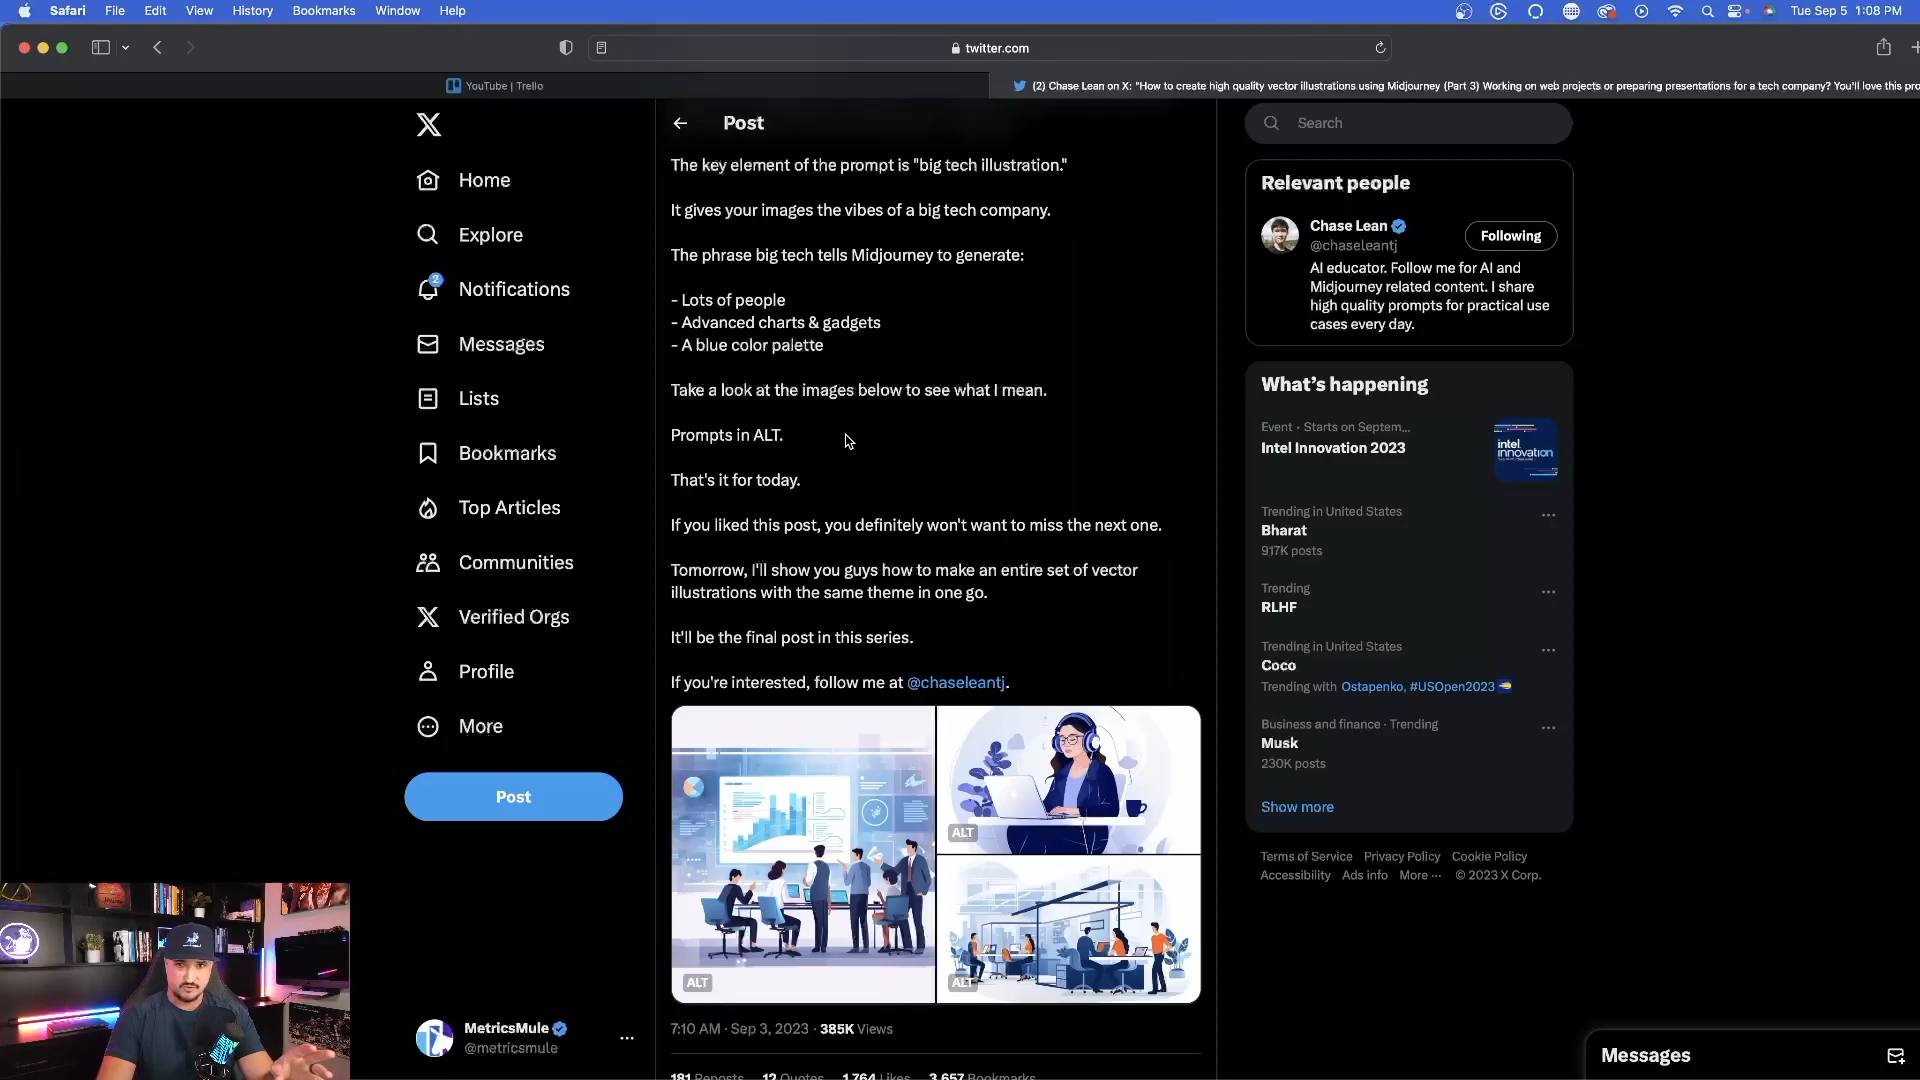 Safari File Edit View History Bookmarks Window Help
Tue Sep 5 1:08 PM
twitter.com
YouTube | Trello
(2) Chase Lean on X: "How to create high quality vector illustrations using Midjourney (Part 3) Working on web projects or preparing presentations for a tech company? You'll love this pro
Home
Explore
2
Notifications
Messages
Lists
Bookmarks
Top Articles
Communities
Verified Orgs
Profile
More
Post
MetricsMule
@metricsmule
Post
The key element of the prompt is "big tech illustration."
It gives your images the vibes of a big tech company.
The phrase big tech tells Midjourney to generate:
- Lots of people
- Advanced charts & gadgets
- A blue color palette
Take a look at the images below to see what I mean.
Prompts in ALT.
That's it for today.
If you liked this post, you definitely won't want to miss the next one.
Tomorrow, I'll show you guys how to make an entire set of vector
illustrations with the same theme in one go.
It'll be the final post in this series.
If you're interested, follow me at @chaseleantj.
ALT
ALT
ALT
7:10 AM · Sep 3, 2023 · 385K Views
181 Reposts 12 Quotes 1,764 Likes 3,657 Bookmarks
Search
Relevant people
Chase Lean
@chaseleantj
Following
AI educator. Follow me for AI and
Midjourney related content. I share
high quality prompts for practical use
cases every day.
What's happening
Event · Starts on Septem...
Intel Innovation 2023
intel
innovation
Trending in United States
Bharat
917K posts
Trending
RLHF
Trending in United States
Coco
Trending with Ostapenko, #USOpen2023
Business and finance · Trending
Musk
230K posts
Show more
Terms of Service Privacy Policy Cookie Policy
Accessibility Ads info More ··· © 2023 X Corp.
Messages